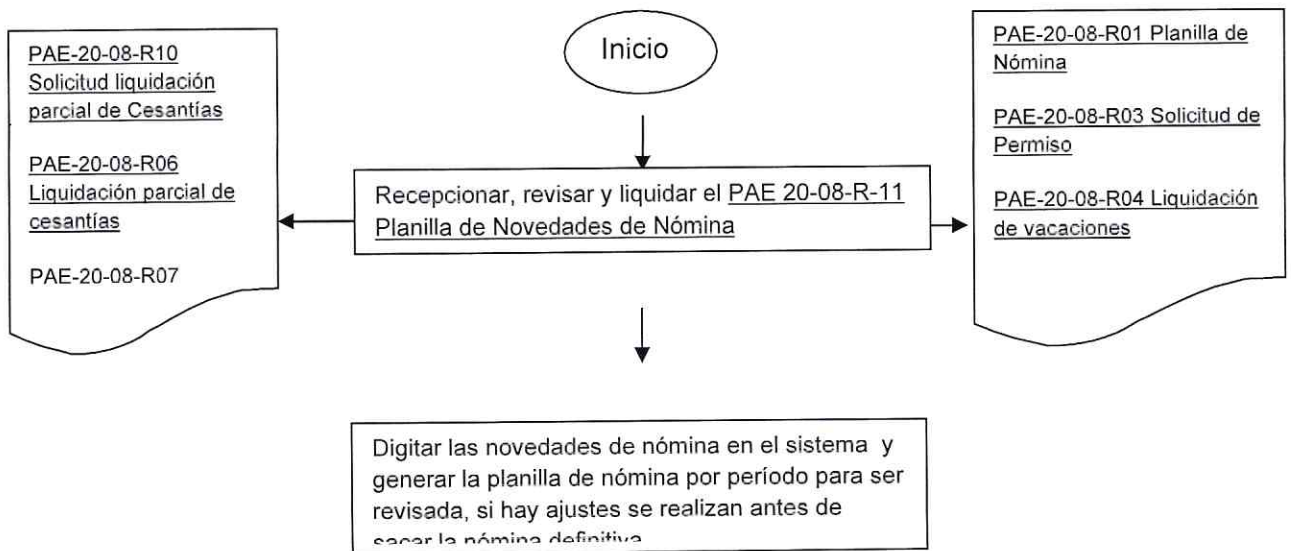 Inicio
PAE-20-08-R10
Solicitud liquidación
parcial de Cesantías
PAE-20-08-R06
Liquidación parcial de
cesantías
PAE-20-08-R07
Recepcionar, revisar y liquidar el PAE 20-08-R-11
Planilla de Novedades de Nómina
PAE-20-08-R01 Planilla de
Nómina
PAE-20-08-R03 Solicitud de
Permiso
PAE-20-08-R04 Liquidación
de vacaciones
Digitar las novedades de nómina en el sistema y
generar la planilla de nómina por período para ser
revisada, si hay ajustes se realizan antes de
sacar la nómina definitiva